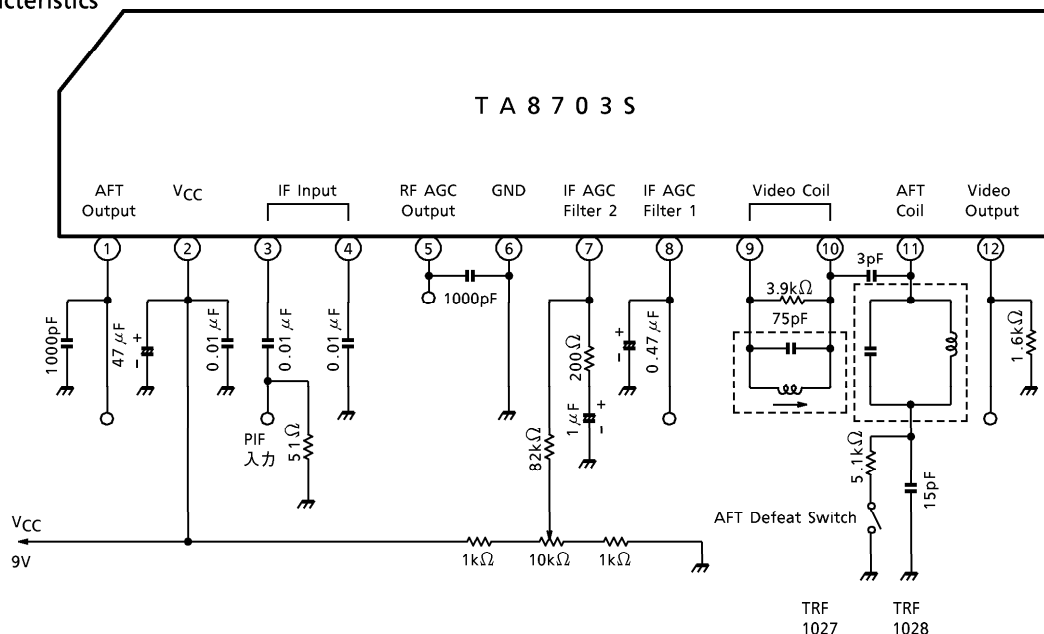 acteristics
TA8703S
AFT Output
VCC
IF Input
RF AGC Output
GND
IF AGC Filter 2
IF AGC Filter 1
Video Coil
AFT Coil
Video Output
1
2
3
4
5
6
7
8
9
10
11
12
1000pF
47μF
+
-
0.01μF
0.01μF
0.01μF
1000pF
200Ω
1μF
+
-
+
-
0.47μF
3.9kΩ
75pF
3pF
1.6kΩ
PIF
入力
51Ω
82kΩ
5.1kΩ
15pF
AFT Defeat Switch
VCC
9V
1kΩ
10kΩ
1kΩ
TRF
1027
TRF
1028